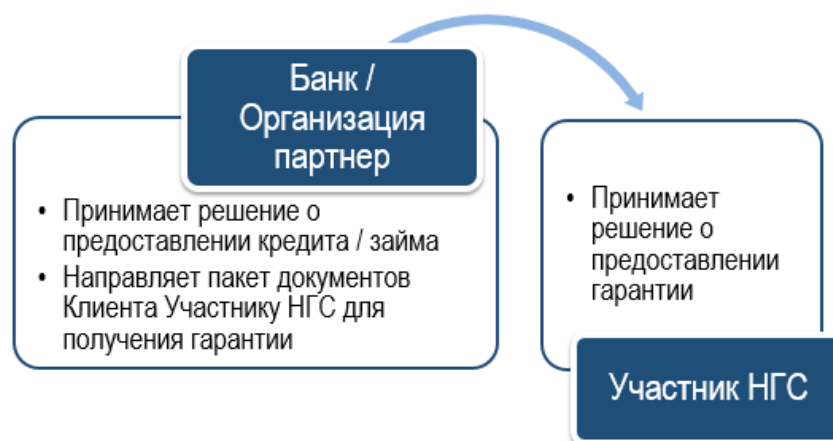 Банк /
Организация
партнер
• Принимает решение о
предоставлении кредита / займа
• Направляет пакет документов
Клиента Участнику НГС для
получения гарантии
• Принимает
решение о
предоставлении
гарантии
Участник НГС